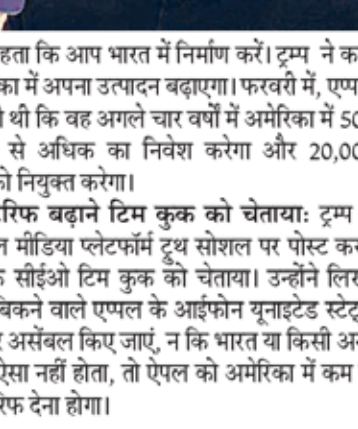 हता कि आप भारत में निर्माण करें। ट्रम्प ने क
का में अपना उत्पादन बढ़ाएगा। फरवरी में, एप्प
ी थी कि वह अगले चार वर्षों में अमेरिका में 50
से अधिक का निवेश करेगा और 20,00
ो नियुक्त करेगा।
रिफ बढ़ाने टिम कुक को चेतायाः ट्रम्प
ल मीडिया प्लेटफॉर्म ट्रुथ सोशल पर पोस्ट कर
सीईओ टिम कुक को चेताया। उन्होंने लिख
बिकने वाले एप्पल के आईफोन यूनाइटेड स्टेट्
असेंबल किए जाएं, न कि भारत या किसी अन
ऐसा नहीं होता, तो ऐपल को अमेरिका में कम
रिफ देना होगा।